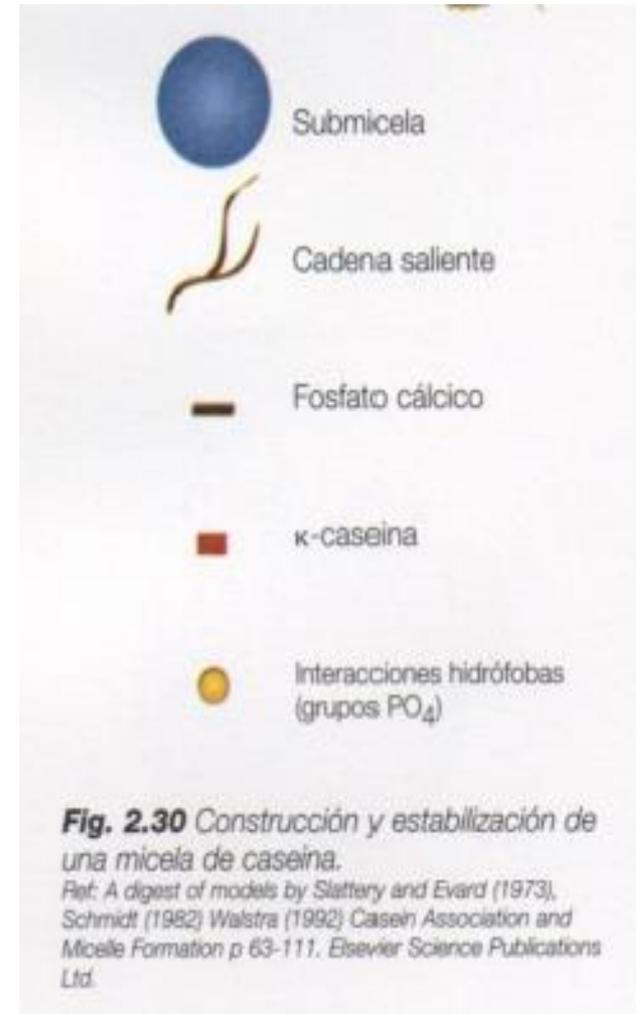 Submicela
Cadena saliente
Fosfato cálcico
κ-caseina
Interacciones hidrófobas
(grupos PO4)
Fig. 2.30 Construcción y estabilización de
una micela de caseina.
Ref: A digest of models by Slattery and Evard (1973),
Schmidt (1982) Walstra (1992) Casein Association and
Micelle Formation p 63-111. Elsevier Science Publications
Ltd.